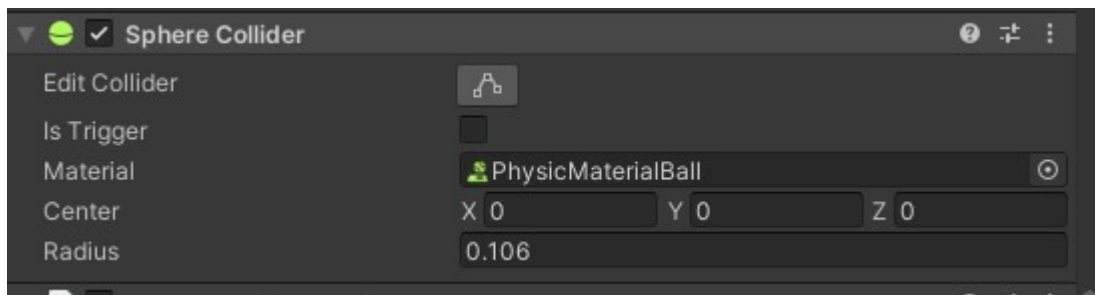 Sphere Collider
Edit Collider
Is Trigger
Material PhysicMaterialBall
Center X 0 Y 0 Z 0
Radius 0.106